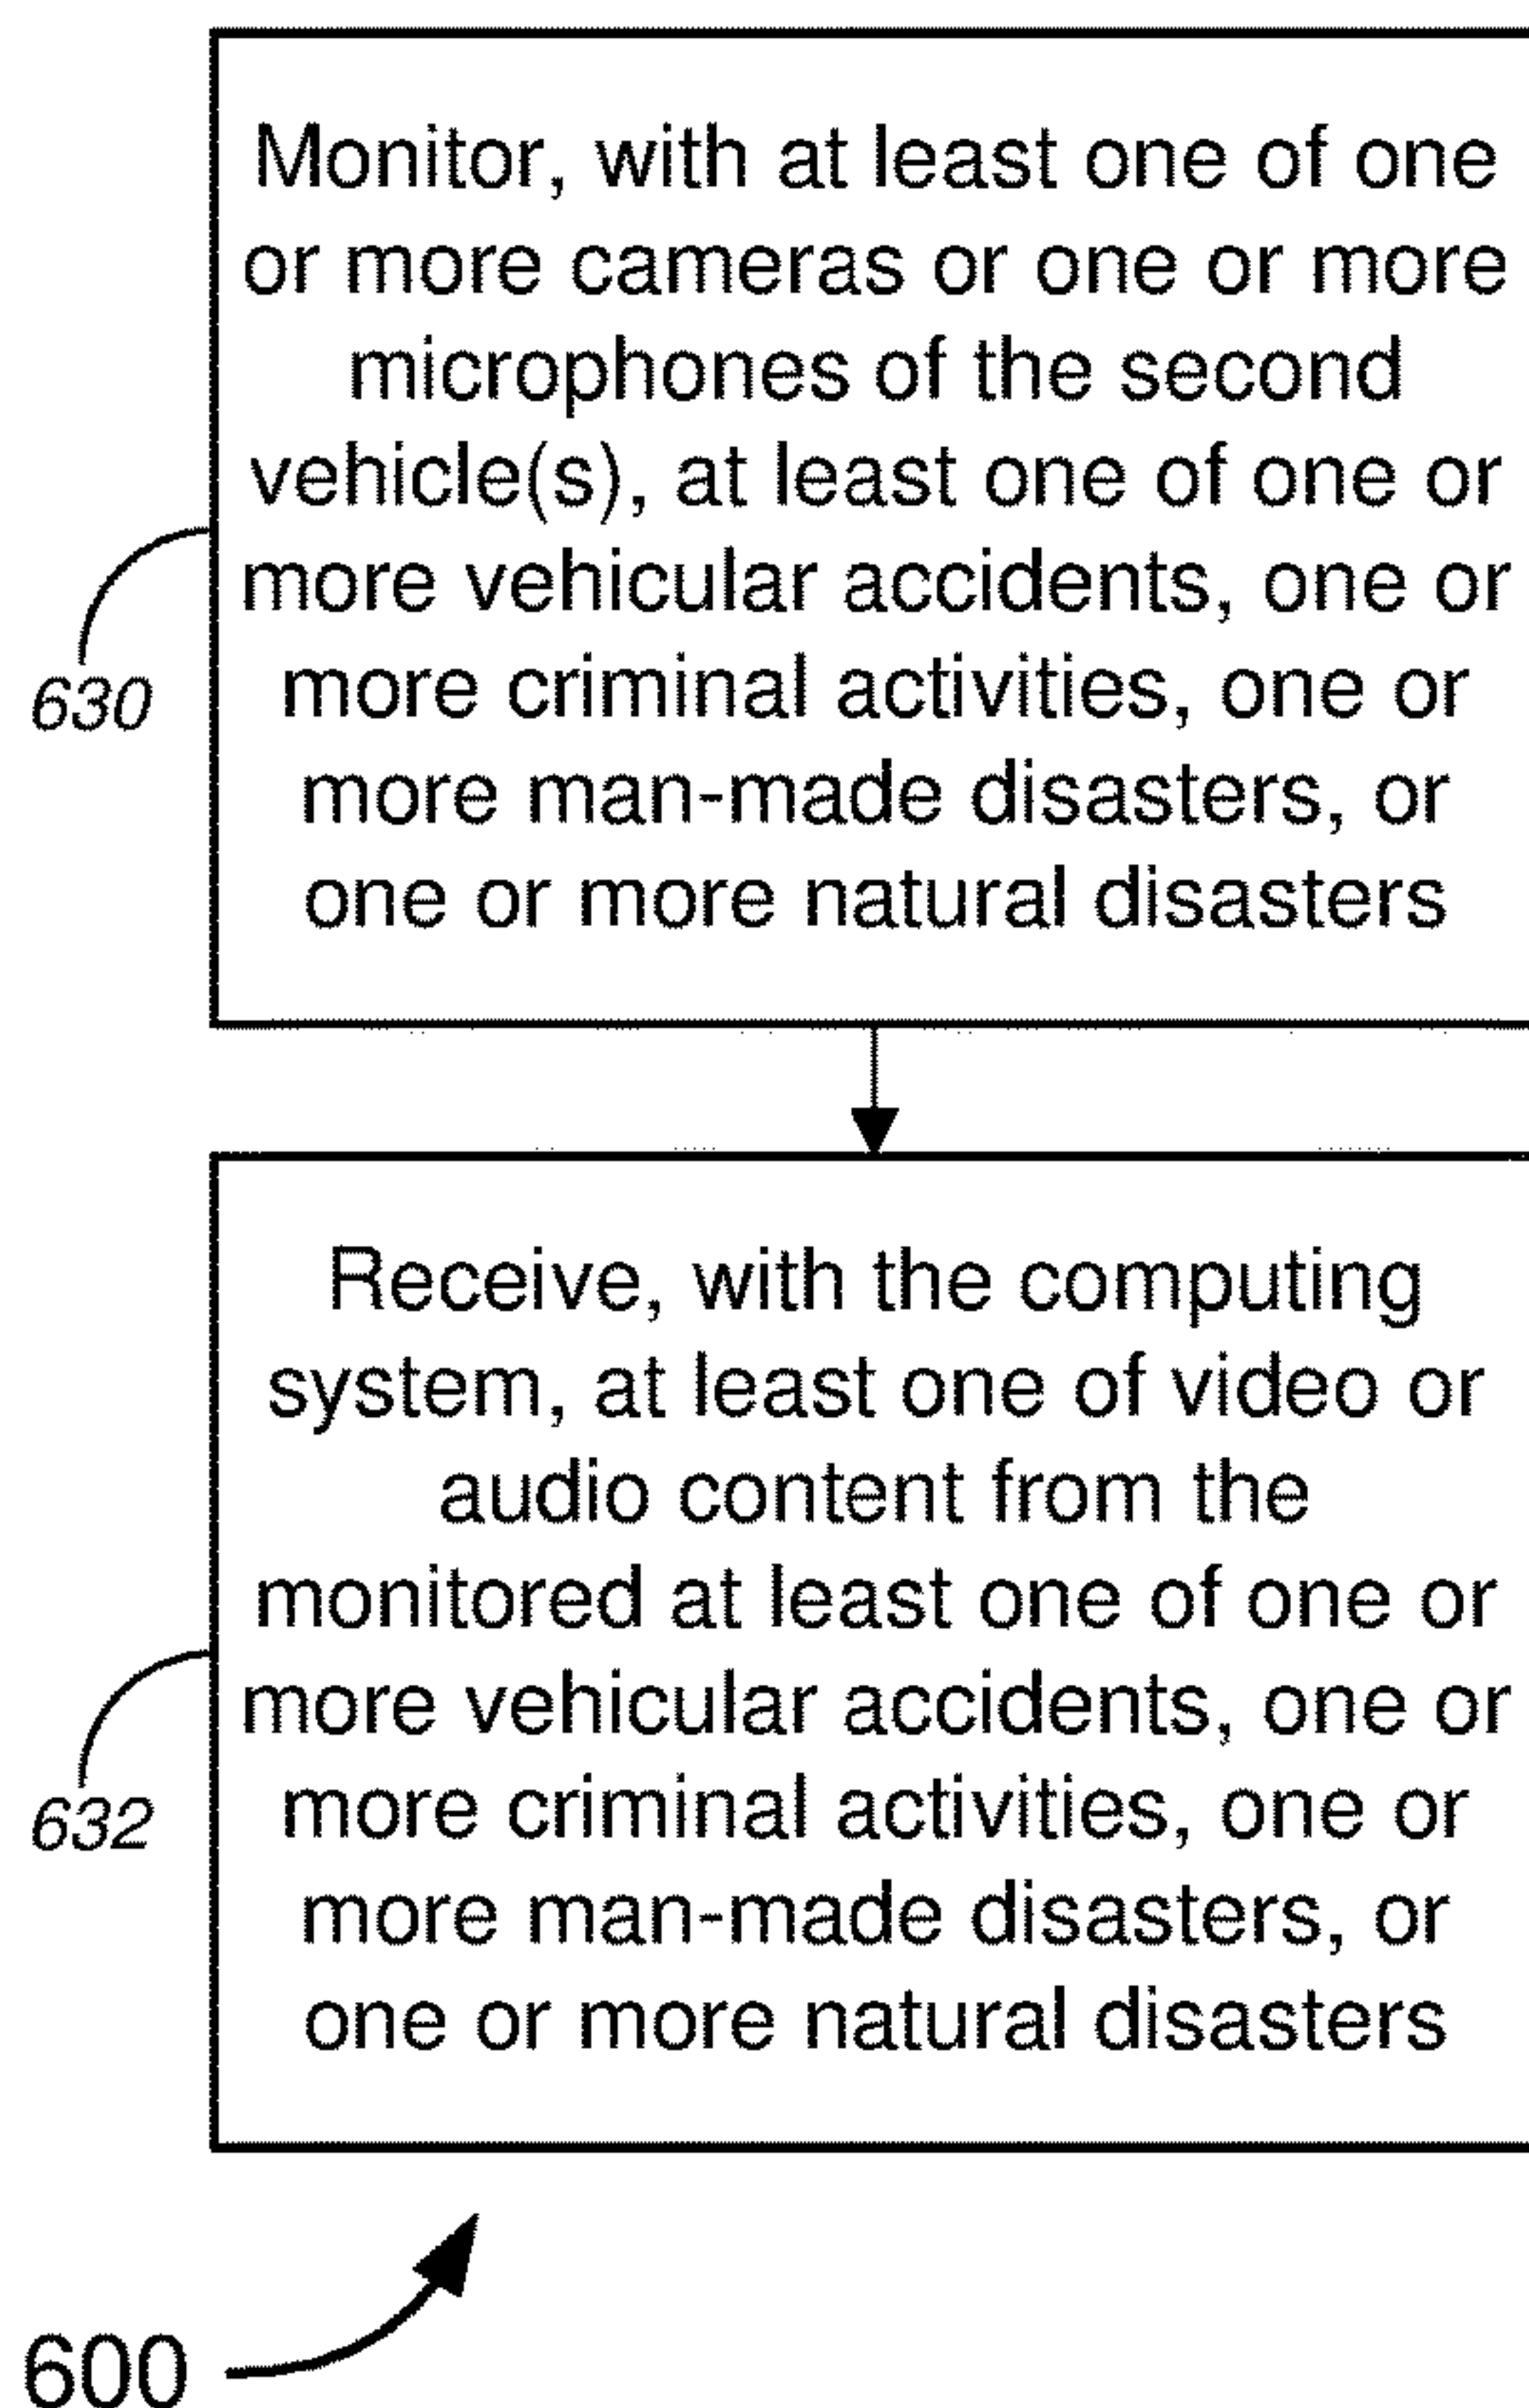 Monitor, with at least one of one
or more cameras or one or more
microphones of the second
vehicle(s), at least one of one or
more vehicular accidents, one or
more criminal activities, one or
more man-made disasters, or
one or more natural disasters
630
Receive, with the computing
system, at least one of video or
audio content from the
monitored at least one of one or
more vehicular accidents, one or
more criminal activities, one or
more man-made disasters, or
one or more natural disasters
632
600